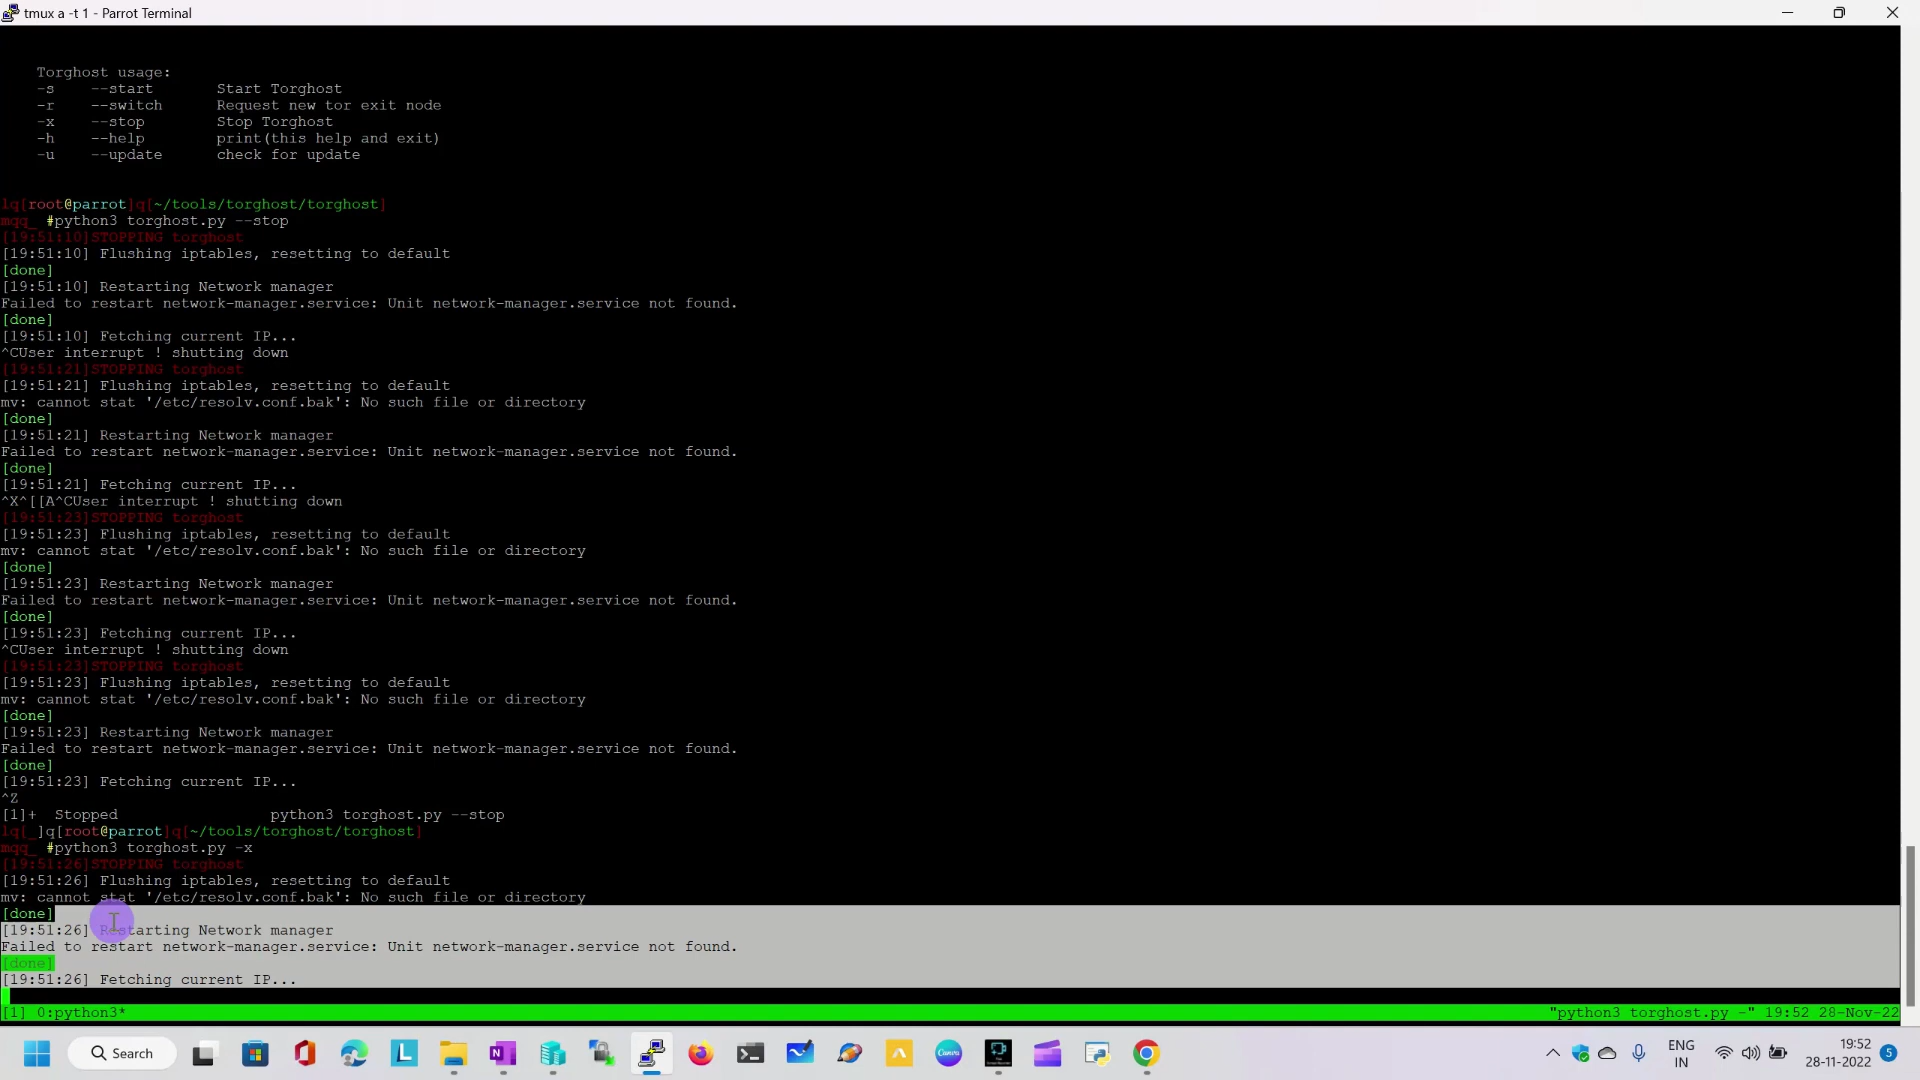 tmux a -t 1 - Parrot Terminal
Torghost usage:
-s --start Start Torghost
-r --switch Request new tor exit node
-x --stop Stop Torghost
-h --help print(this help and exit)
-u --update check for update
lq[root@parrot]q[~/tools/torghost/torghost]
mqq_ #python3 torghost.py --stop
[19:51:10]STOPPING torghost
[19:51:10] Flushing iptables, resetting to default
[done]
[19:51:10] Restarting Network manager
Failed to restart network-manager.service: Unit network-manager.service not found.
[done]
[19:51:10] Fetching current IP...
^CUser interrupt ! shutting down
[19:51:21]STOPPING torghost
[19:51:21] Flushing iptables, resetting to default
mv: cannot stat '/etc/resolv.conf.bak': No such file or directory
[done]
[19:51:21] Restarting Network manager
Failed to restart network-manager.service: Unit network-manager.service not found.
[done]
[19:51:21] Fetching current IP...
^X^[[A^CUser interrupt ! shutting down
[19:51:23]STOPPING torghost
[19:51:23] Flushing iptables, resetting to default
mv: cannot stat '/etc/resolv.conf.bak': No such file or directory
[done]
[19:51:23] Restarting Network manager
Failed to restart network-manager.service: Unit network-manager.service not found.
[done]
[19:51:23] Fetching current IP...
^CUser interrupt ! shutting down
[19:51:23]STOPPING torghost
[19:51:23] Flushing iptables, resetting to default
mv: cannot stat '/etc/resolv.conf.bak': No such file or directory
[done]
[19:51:23] Restarting Network manager
Failed to restart network-manager.service: Unit network-manager.service not found.
[done]
[19:51:23] Fetching current IP...
^Z
[1]+ Stopped python3 torghost.py --stop
lq[_]q[root@parrot]q[~/tools/torghost/torghost]
mqq_ #python3 torghost.py -x
[19:51:26]STOPPING torghost
[19:51:26] Flushing iptables, resetting to default
mv: cannot stat '/etc/resolv.conf.bak': No such file or directory
[done]
[19:51:26] Restarting Network manager
Failed to restart network-manager.service: Unit network-manager.service not found.
[done]
[19:51:26] Fetching current IP...
[1] 0:python3* "python3 torghost.py -" 19:52 28-Nov-22
Search
Canva
ENG
IN
19:52
28-11-2022
5